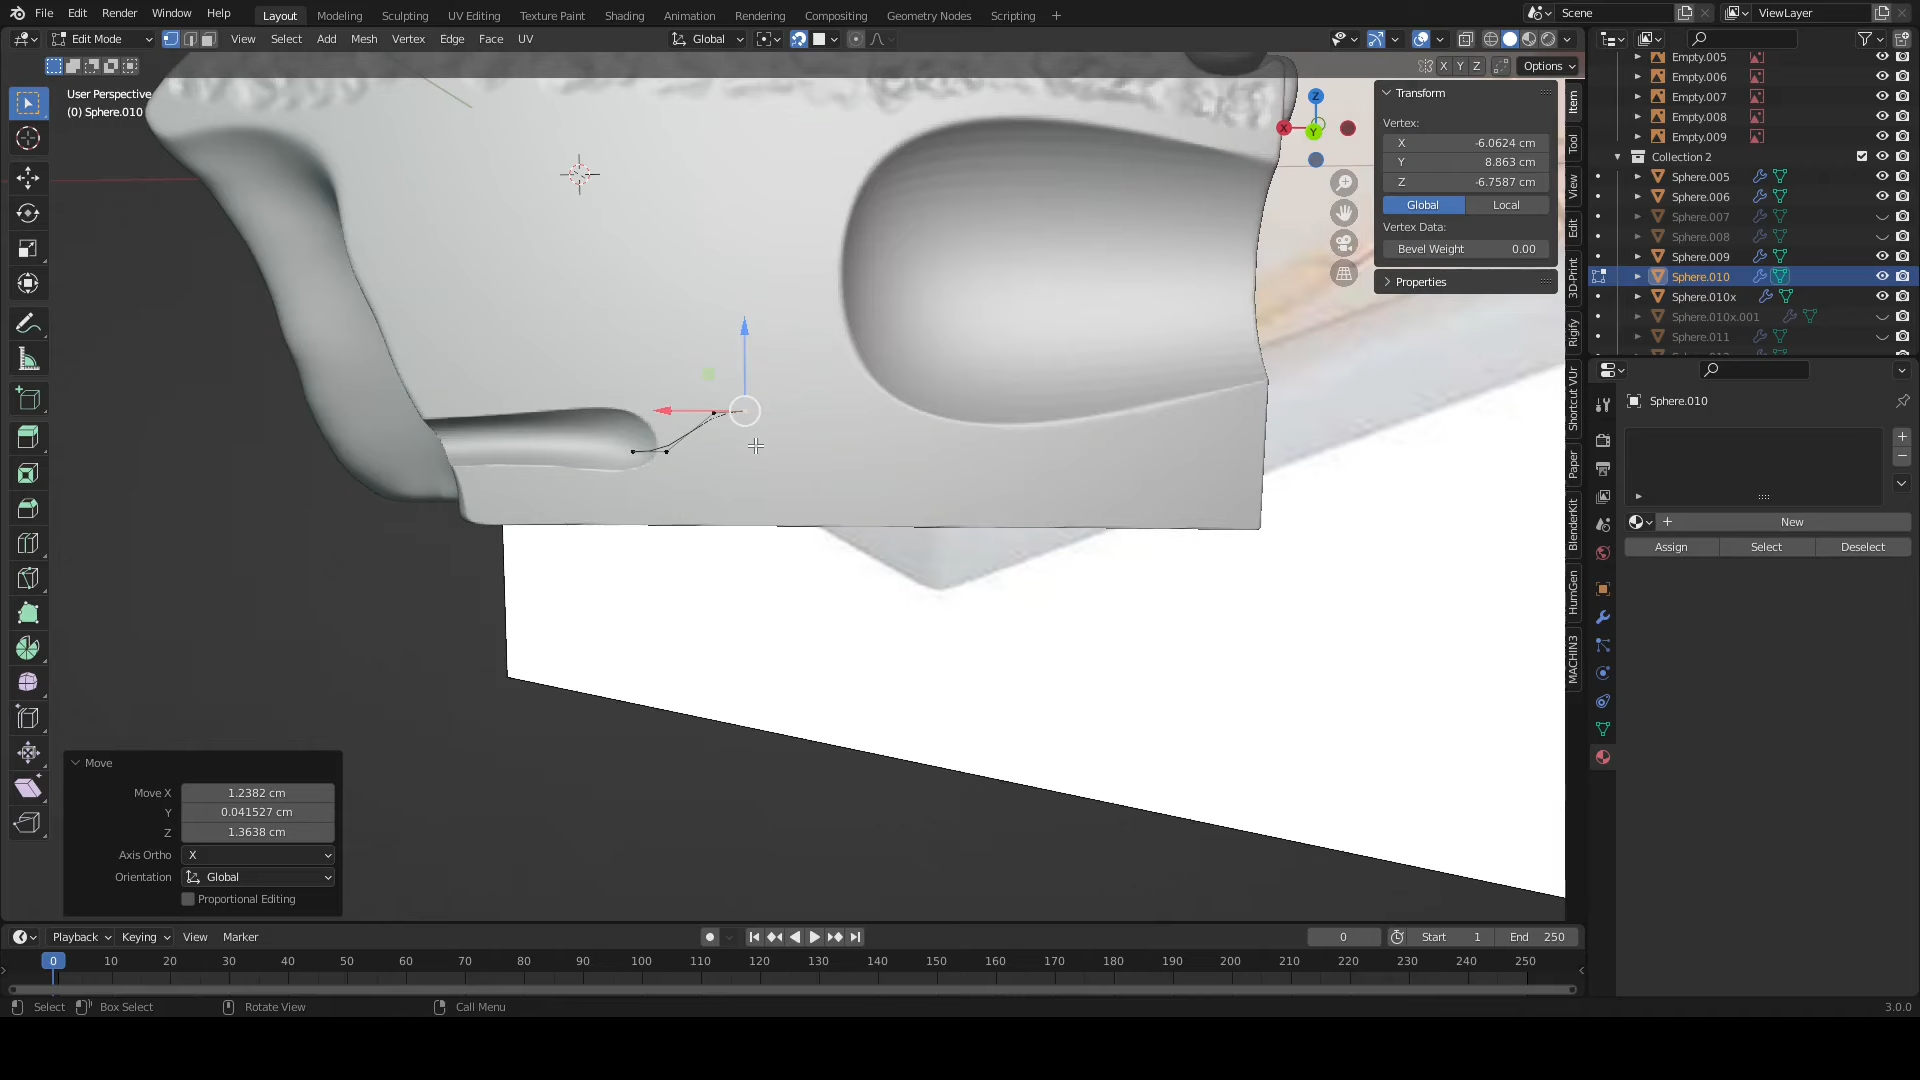 File Edit Render Window Help
Layout Modeling Sculpting UV Editing Texture Paint Shading Animation Rendering Compositing Geometry Nodes Scripting +
Scene
ViewLayer
Edit Mode
View Select Add Mesh Vertex Edge Face UV
Global
X Y Z
Options
User Perspective
(0) Sphere.010
Z
X
Y
Transform
Vertex:
X -6.0624 cm
Y 8.863 cm
Z -6.7587 cm
Global Local
Vertex Data:
Bevel Weight 0.00
Properties
Item
Tool
View
Edit
3D-Print
Rigify
Shortcut VUr
Paper
BlenderKit
HumGen
MACHIN3
Empty.005
Empty.006
Empty.007
Empty.008
Empty.009
Collection 2
Sphere.005
Sphere.006
Sphere.007
Sphere.008
Sphere.009
Sphere.010
Sphere.010x
Sphere.010x.001
Sphere.011
Sphere.010
New
Assign Select Deselect
Move
Move X 1.2382 cm
Y 0.041527 cm
Z 1.3638 cm
Axis Ortho X
Orientation Global
Proportional Editing
Playback Keying View Marker
0
Start 1
End 250
0 10 20 30 40 50 60 70 80 90 100 110 120 130 140 150 160 170 180 190 200 210 220 230 240 250
Select
Box Select
Rotate View
Call Menu
3.0.0